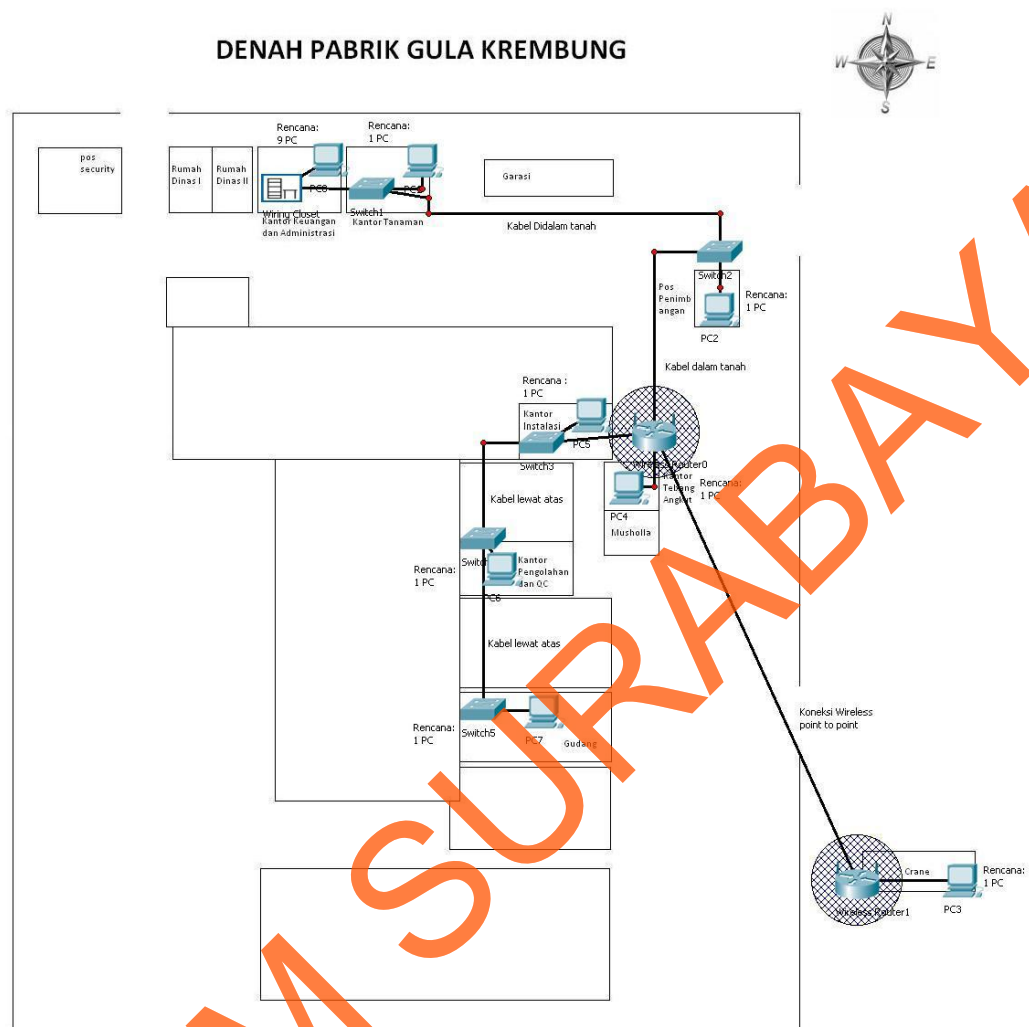 DENAH PABRIK GULA KREMBUNG
N
W
E
S
pos
security
Rumah
Dinas I
Rumah
Dinas II
Rencana:
9 PC
PC0
Wiring Closet
Kantor Keuangan
dan Administrasi
Rencana:
1 PC
Switch1
Kantor Tanaman
Garasi
Kabel Didalam tanah
Switch2
Pos
Penimb
angan
Rencana:
1 PC
PC2
Kabel dalam tanah
Rencana :
1 PC
Kantor
Instalasi
PC5
Switch3
Wireless Router0
Kantor
Tebang
Angkut
Rencana:
1 PC
PC4
Musholla
Kabel lewat atas
Switch
Rencana:
1 PC
Kantor
Pengolahan
dan QC
PC6
Kabel lewat atas
Rencana:
1 PC
Switch5
PC7
Gudang
Koneksi Wireless
point to point
Crane
Rencana:
1 PC
Wireless Router1
PC3
M SURABAYA